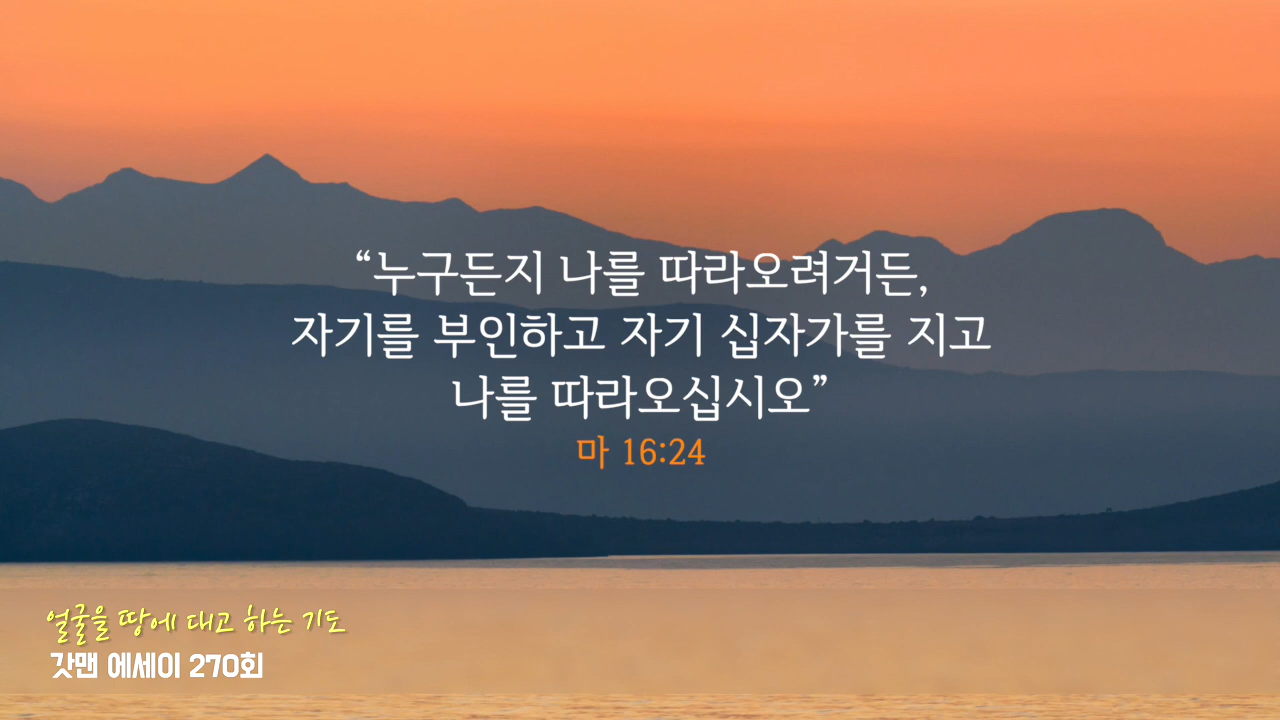 “누구든지 나를 따라오려거든,
자기를 부인하고 자기 십자가를 지고
나를 따라오십시오”
마 16:24
얼굴을 땅에 대고 하는 기도
갓맨 에세이 270회